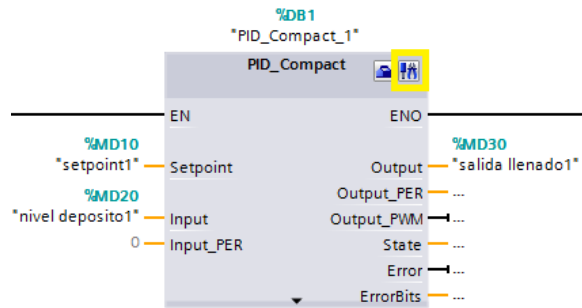 %DB1
"PID_Compact_1"
PID_Compact
EN ENO
%MD10 %MD30
"setpoint1" Setpoint Output "salida llenado1"
%MD20 Output_PER ...
"nivel deposito1" Input Output_PWM ...
0 Input_PER State ...
Error ...
ErrorBits ...